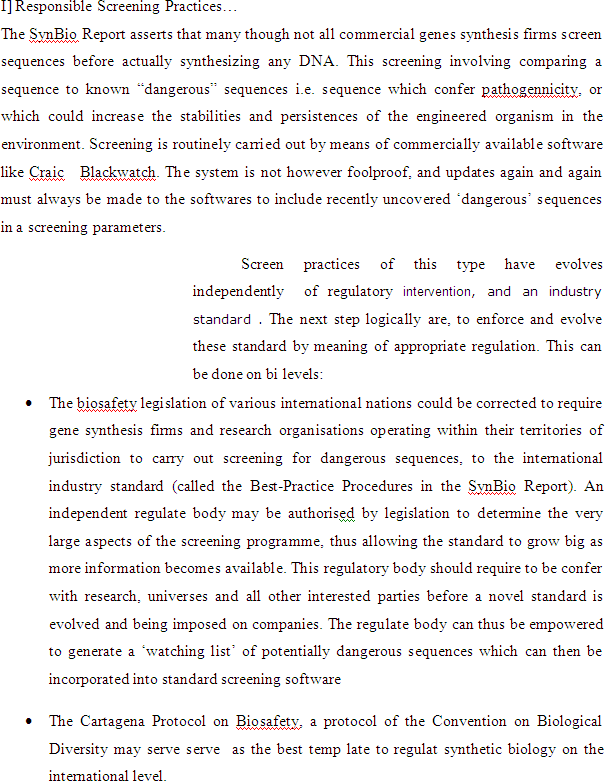 I] Responsible Screening Practices…
The SynBio Report asserts that many though not all commercial genes synthesis firms screen
sequences before actually synthesizing any DNA. This screening involving comparing a
sequence to known “dangerous” sequences i.e. sequence which confer pathogennicity, or
which could increase the stabilities and persistences of the engineered organism in the
environment. Screening is routinely carried out by means of commercially available software
like Craic Blackwatch. The system is not however foolproof, and updates again and again
must always be made to the softwares to include recently uncovered ‘dangerous’ sequences
in a screening parameters.
Screen practices of this type have evolves
independently of regulatory intervention, and an industry
standard . The next step logically are, to enforce and evolve
these standard by meaning of appropriate regulation. This can
be done on bi levels:
• The biosafety legislation of various international nations could be corrected to require
gene synthesis firms and research organisations operating within their territories of
jurisdiction to carry out screening for dangerous sequences, to the international
industry standard (called the Best-Practice Procedures in the SynBio Report). An
independent regulate body may be authorised by legislation to determine the very
large aspects of the screening programme, thus allowing the standard to grow big as
more information becomes available. This regulatory body should require to be confer
with research, universes and all other interested parties before a novel standard is
evolved and being imposed on companies. The regulate body can thus be empowered
to generate a ‘watching list’ of potentially dangerous sequences which can then be
incorporated into standard screening software
• The Cartagena Protocol on Biosafety, a protocol of the Convention on Biological
Diversity may serve serve as the best temp late to regulat synthetic biology on the
international level.